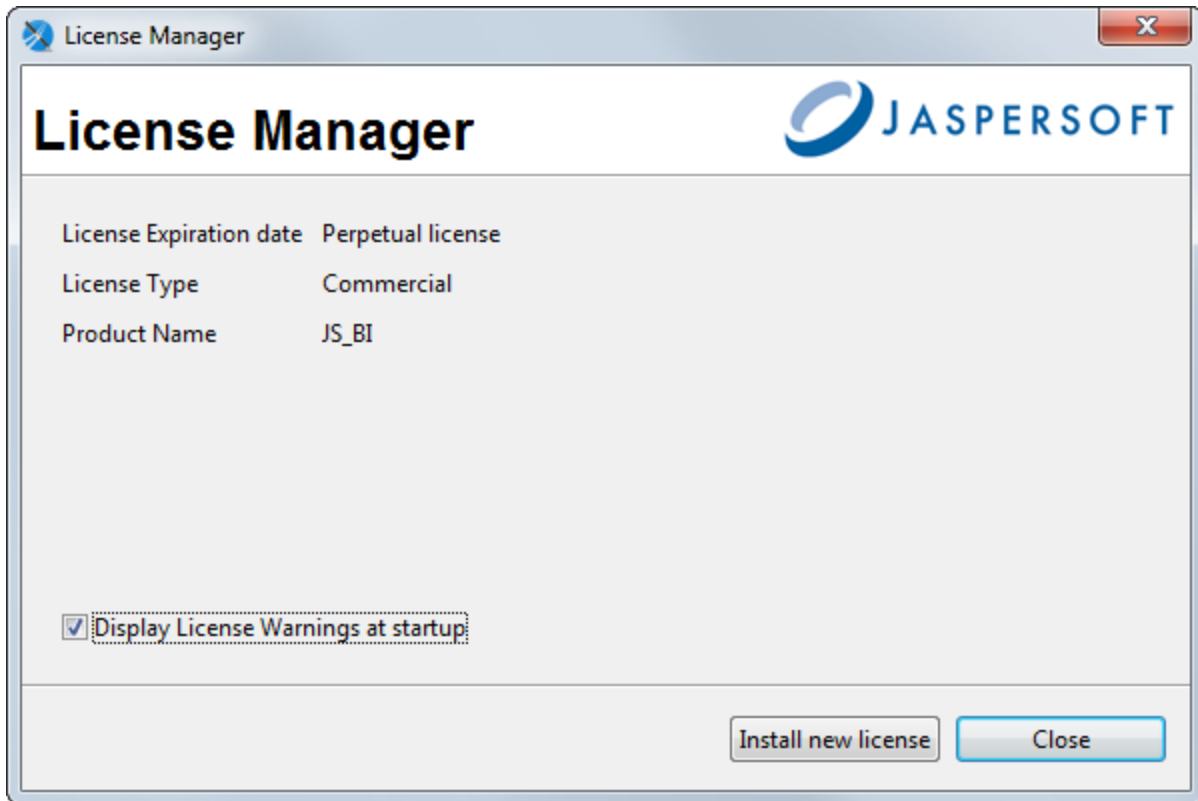 License Manager
License Manager
JASPERSOFT
License Expiration date Perpetual license
License Type Commercial
Product Name JS_BI
Display License Warnings at startup
Install new license Close